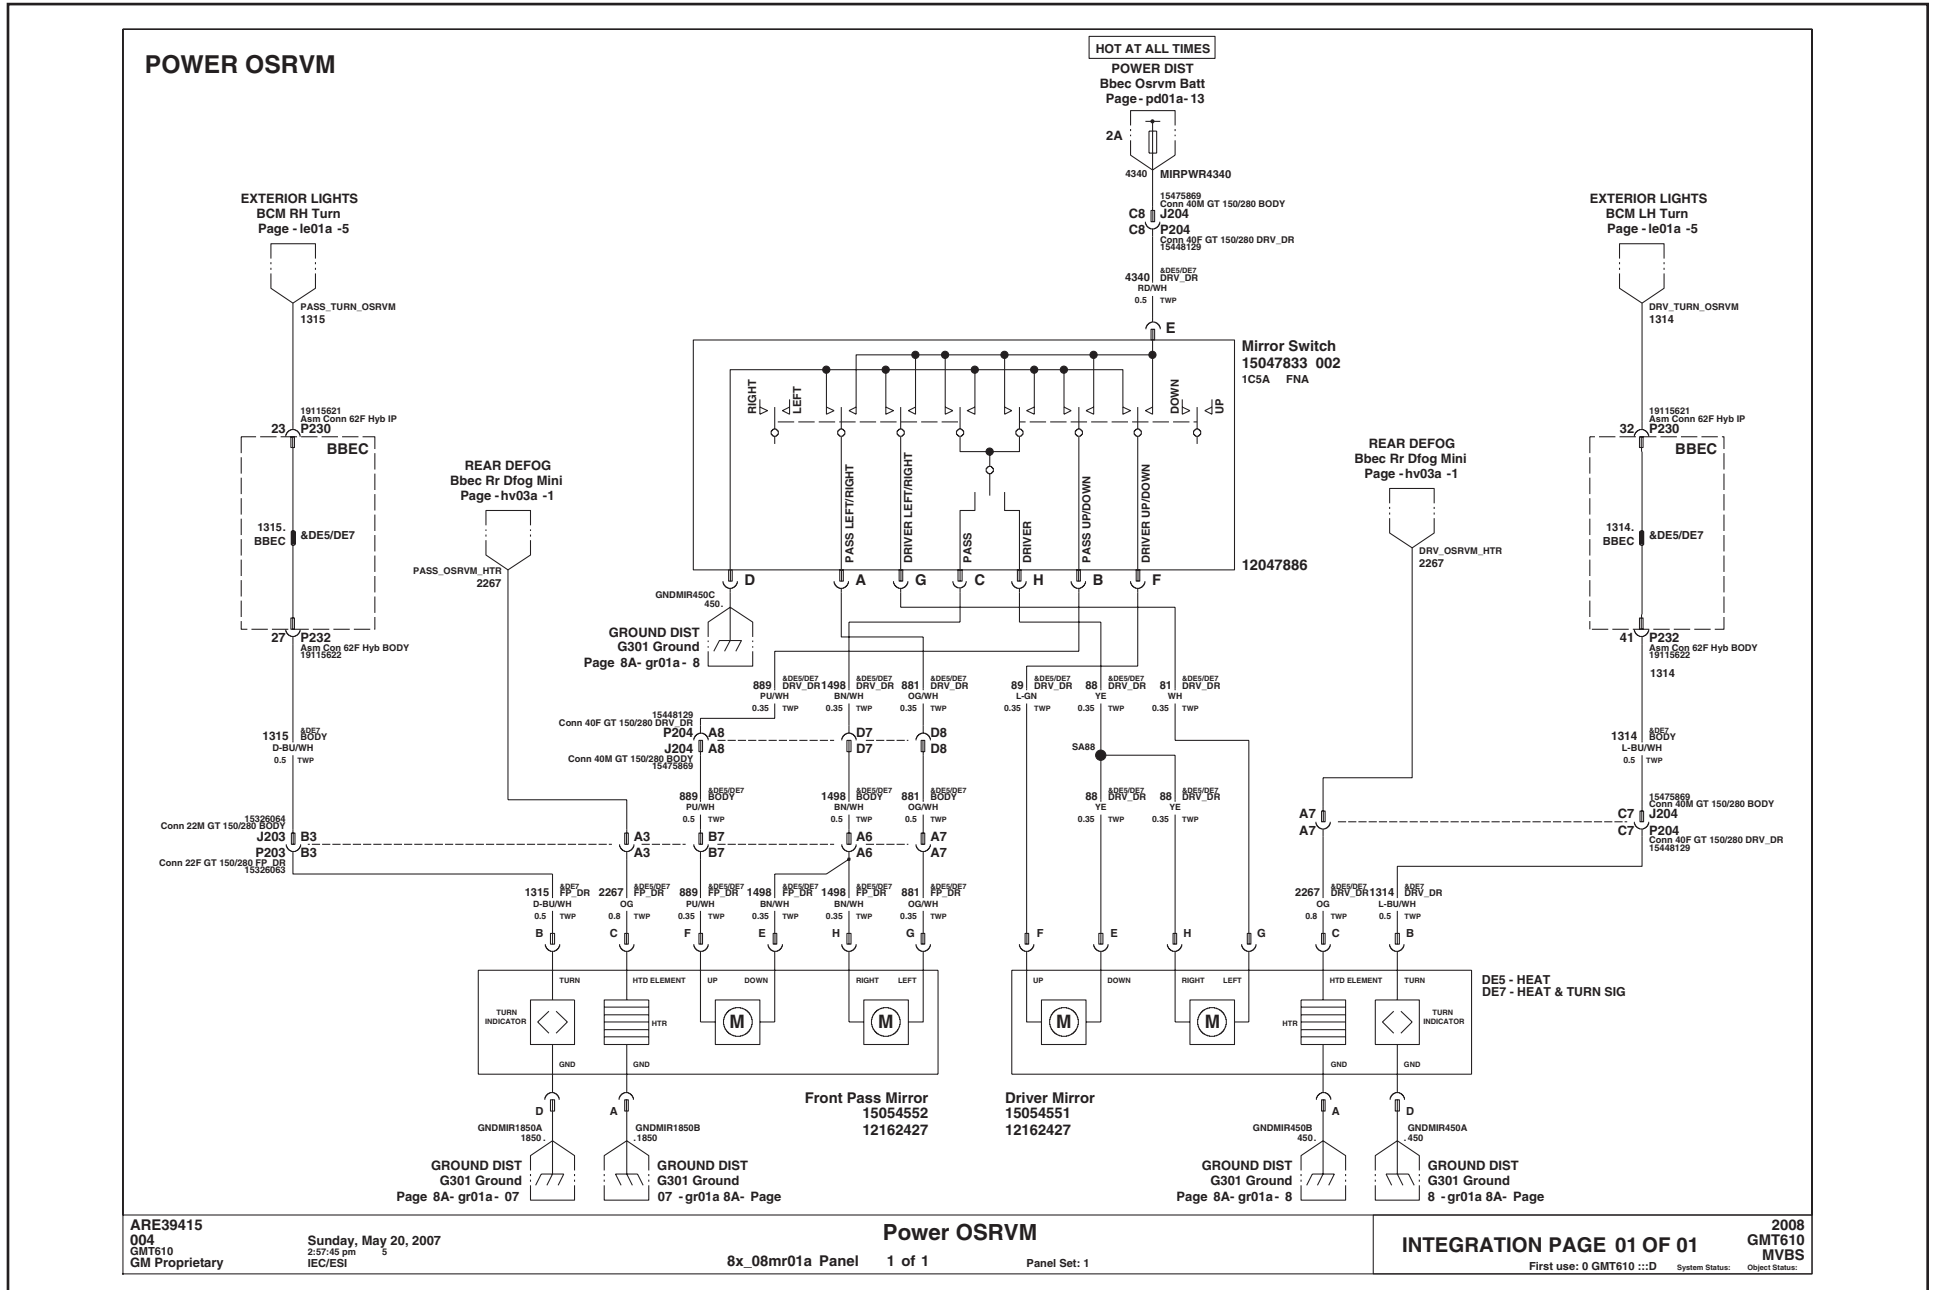 POWER OSRVM
HOT AT ALL TIMES
POWER DIST
Bbec Osrvm Batt
Page - pd01a- 13
2A
4340 MIRPWR4340
15475869
Conn 40M GT 150/280 BODY
C8 J204
C8 P204
Conn 40F GT 150/280 DRV_DR
15448129
4340 &DE5/DE7 DRV_DR
RD/WH
0.5 TWP
E
EXTERIOR LIGHTS
BCM RH Turn
Page - le01a -5
PASS_TURN_OSRVM
1315
19115621
Asm Conn 62F Hyb IP
23 P230
BBEC
1315.
BBEC
&DE5/DE7
27 P232
Asm Con 62F Hyb BODY
19115622
1315 &DE7 BODY
D-BU/WH
0.5 TWP
15326064
Conn 22M GT 150/280 BODY
J203 B3
P203 B3
Conn 22F GT 150/280 FP_DR
15326063
REAR DEFOG
Bbec Rr Dfog Mini
Page - hv03a -1
PASS_OSRVM_HTR
2267
Mirror Switch
15047833 002
1C5A FNA
RIGHT
LEFT
DOWN
UP
PASS LEFT/RIGHT
DRIVER LEFT/RIGHT
PASS
DRIVER
PASS UP/DOWN
DRIVER UP/DOWN
12047886
D A G C H B F
GNDMIR450C
450.
GROUND DIST
G301 Ground
Page 8A- gr01a - 8
REAR DEFOG
Bbec Rr Dfog Mini
Page - hv03a -1
DRV_OSRVM_HTR
2267
EXTERIOR LIGHTS
BCM LH Turn
Page - le01a -5
DRV_TURN_OSRVM
1314
19115621
Asm Conn 62F Hyb IP
32 P230
BBEC
1314.
BBEC
&DE5/DE7
41 P232
Asm Con 62F Hyb BODY
19115622
1314
1314 &DE7 BODY
L-BU/WH
0.5 TWP
15475869
Conn 40M GT 150/280 BODY
C7 J204
C7 P204
Conn 40F GT 150/280 DRV_DR
15448129
A7
A7
889 &DE5/DE7 DRV_DR 1498 &DE5/DE7 DRV_DR 881 &DE5/DE7 DRV_DR
PU/WH BN/WH OG/WH
0.35 TWP 0.35 TWP 0.35 TWP
89 &DE5/DE7 DRV_DR 88 &DE5/DE7 DRV_DR 81 &DE5/DE7 DRV_DR
L-GN YE WH
0.35 TWP 0.35 TWP 0.35 TWP
15448129
Conn 40F GT 150/280 DRV_DR
P204 A8 D7 D8
J204 A8 D7 D8
Conn 40M GT 150/280 BODY
15475869
SA88
889 &DE5/DE7 BODY 1498 &DE5/DE7 BODY 881 &DE5/DE7 BODY
PU/WH BN/WH OG/WH
0.5 TWP 0.5 TWP 0.5 TWP
88 &DE5/DE7 DRV_DR 88 &DE5/DE7 DRV_DR
YE YE
0.35 TWP 0.35 TWP
A3 B7 A6 A7
A3 B7 A6 A7
1315 &DE7 FP_DR 2267 &DE5/DE7 FP_DR 889 &DE5/DE7 FP_DR 1498 &DE5/DE7 FP_DR 1498 &DE5/DE7 FP_DR 881 &DE5/DE7 FP_DR
D-BU/WH OG PU/WH BN/WH BN/WH OG/WH
0.5 TWP 0.8 TWP 0.35 TWP 0.35 TWP 0.35 TWP 0.35 TWP
B C F E H G
2267 &DE5/DE7 DRV_DR 1314 &DE7 DRV_DR
OG L-BU/WH
0.8 TWP 0.5 TWP
F E H G C B
TURN HTD ELEMENT UP DOWN RIGHT LEFT
TURN
INDICATOR
HTR
M M
GND GND
UP DOWN RIGHT LEFT HTD ELEMENT TURN
M M
HTR
TURN
INDICATOR
GND GND
DE5 - HEAT
DE7 - HEAT & TURN SIG
Front Pass Mirror
15054552
12162427
Driver Mirror
15054551
12162427
D A
GNDMIR1850A
1850.
GNDMIR1850B
.1850
GROUND DIST
G301 Ground
Page 8A- gr01a - 07
GROUND DIST
G301 Ground
07 - gr01a 8A- Page
A D
GNDMIR450B
450.
GNDMIR450A
.450
GROUND DIST
G301 Ground
Page 8A- gr01a - 8
GROUND DIST
G301 Ground
8 - gr01a 8A- Page
ARE39415
004
GMT610
GM Proprietary
Sunday, May 20, 2007
2:57:45 pm 5
IEC/ESI
Power OSRVM
8x_08mr01a Panel 1 of 1 Panel Set: 1
INTEGRATION PAGE 01 OF 01
2008
GMT610
MVBS
First use: 0 GMT610 :::D System Status: Object Status: